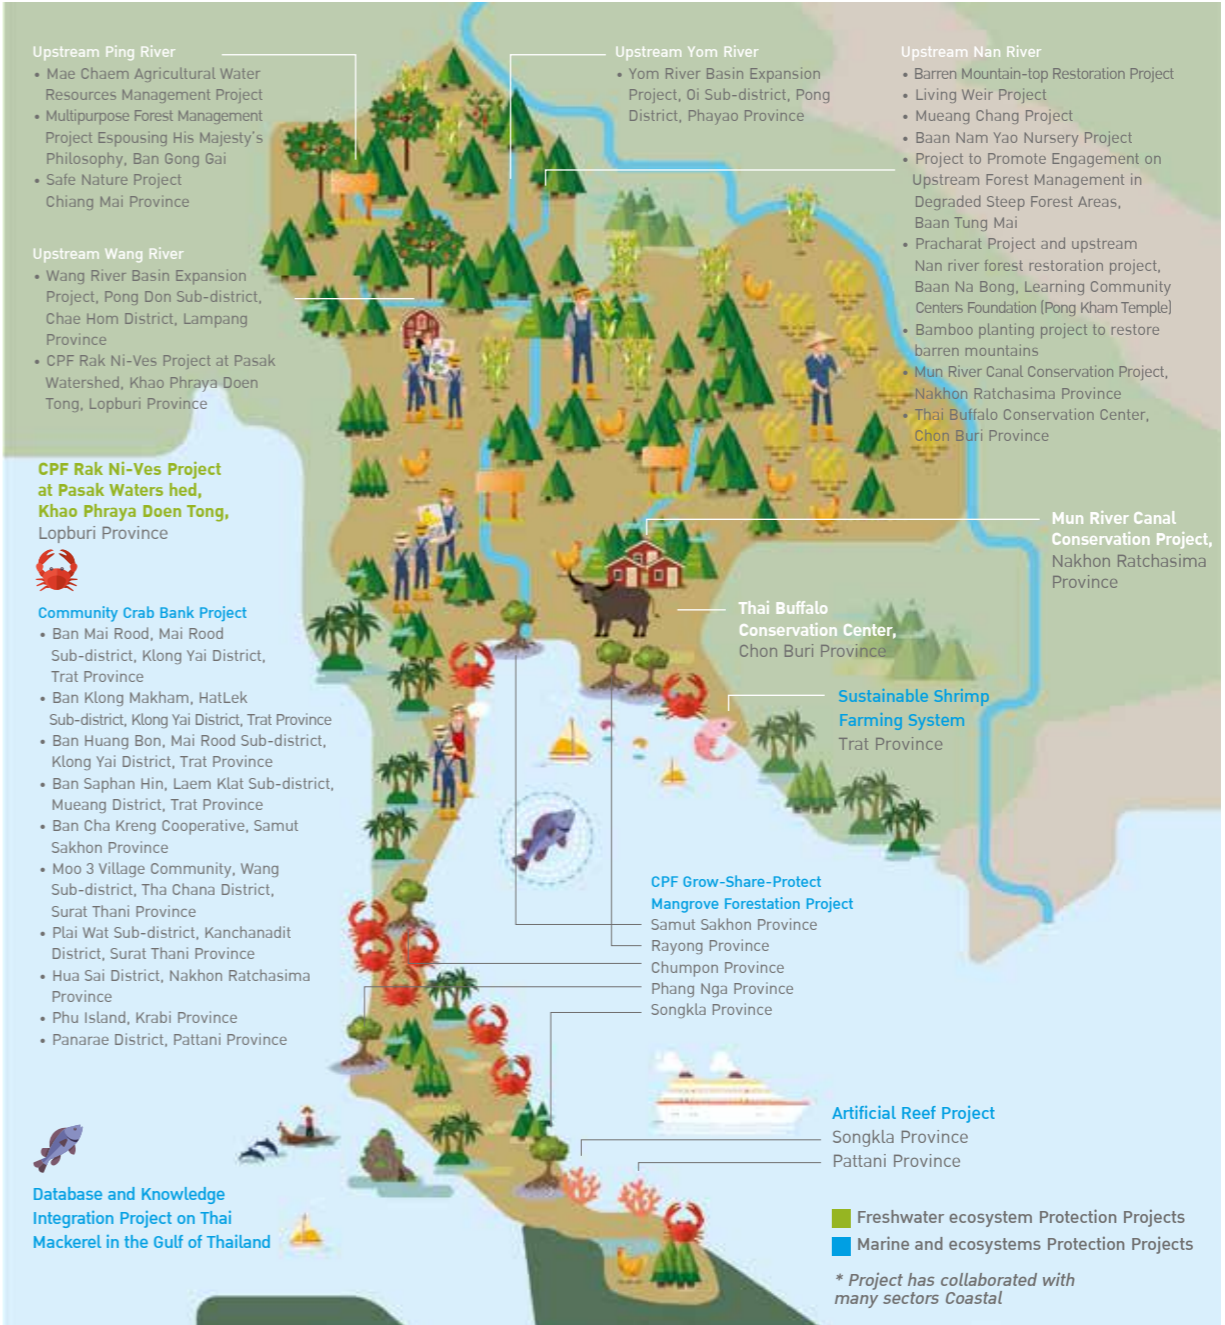 Upstream Ping River
• Mae Chaem Agricultural Water
Resources Management Project
• Multipurpose Forest Management
Project Espousing His Majesty's
Philosophy, Ban Gong Gai
• Safe Nature Project
Chiang Mai Province
Upstream Wang River
• Wang River Basin Expansion
Project, Pong Don Sub-district,
Chae Hom District, Lampang
Province
• CPF Rak Ni-Ves Project at Pasak
Watershed, Khao Phraya Doen
Tong, Lopburi Province
Upstream Yom River
• Yom River Basin Expansion
Project, Oi Sub-district, Pong
District, Phayao Province
Upstream Nan River
• Barren Mountain-top Restoration Project
• Living Weir Project
• Mueang Chang Project
• Baan Nam Yao Nursery Project
• Project to Promote Engagement on
Upstream Forest Management in
Degraded Steep Forest Areas,
Baan Tung Mai
• Pracharat Project and upstream
Nan river forest restoration project,
Baan Na Bong, Learning Community
Centers Foundation (Pong Kham Temple)
• Bamboo planting project to restore
barren mountains
• Mun River Canal Conservation Project,
Nakhon Ratchasima Province
• Thai Buffalo Conservation Center,
Chon Buri Province
CPF Rak Ni-Ves Project
at Pasak Waters hed,
Khao Phraya Doen Tong,
Lopburi Province
Community Crab Bank Project
• Ban Mai Rood, Mai Rood
Sub-district, Klong Yai District,
Trat Province
• Ban Klong Makham, HatLek
Sub-district, Klong Yai District, Trat Province
• Ban Huang Bon, Mai Rood Sub-district,
Klong Yai District, Trat Province
• Ban Saphan Hin, Laem Klat Sub-district,
Mueang District, Trat Province
• Ban Cha Kreng Cooperative, Samut
Sakhon Province
• Moo 3 Village Community, Wang
Sub-district, Tha Chana District,
Surat Thani Province
• Plai Wat Sub-district, Kanchanadit
District, Surat Thani Province
• Hua Sai District, Nakhon Ratchasima
Province
• Phu Island, Krabi Province
• Panarae District, Pattani Province
Mun River Canal
Conservation Project,
Nakhon Ratchasima
Province
Thai Buffalo
Conservation Center,
Chon Buri Province
Sustainable Shrimp
Farming System
Trat Province
CPF Grow-Share-Protect
Mangrove Forestation Project
Samut Sakhon Province
Rayong Province
Chumpon Province
Phang Nga Province
Songkla Province
Artificial Reef Project
Songkla Province
Pattani Province
Database and Knowledge
Integration Project on Thai
Mackerel in the Gulf of Thailand
Freshwater ecosystem Protection Projects
Marine and ecosystems Protection Projects
* Project has collaborated with
many sectors Coastal